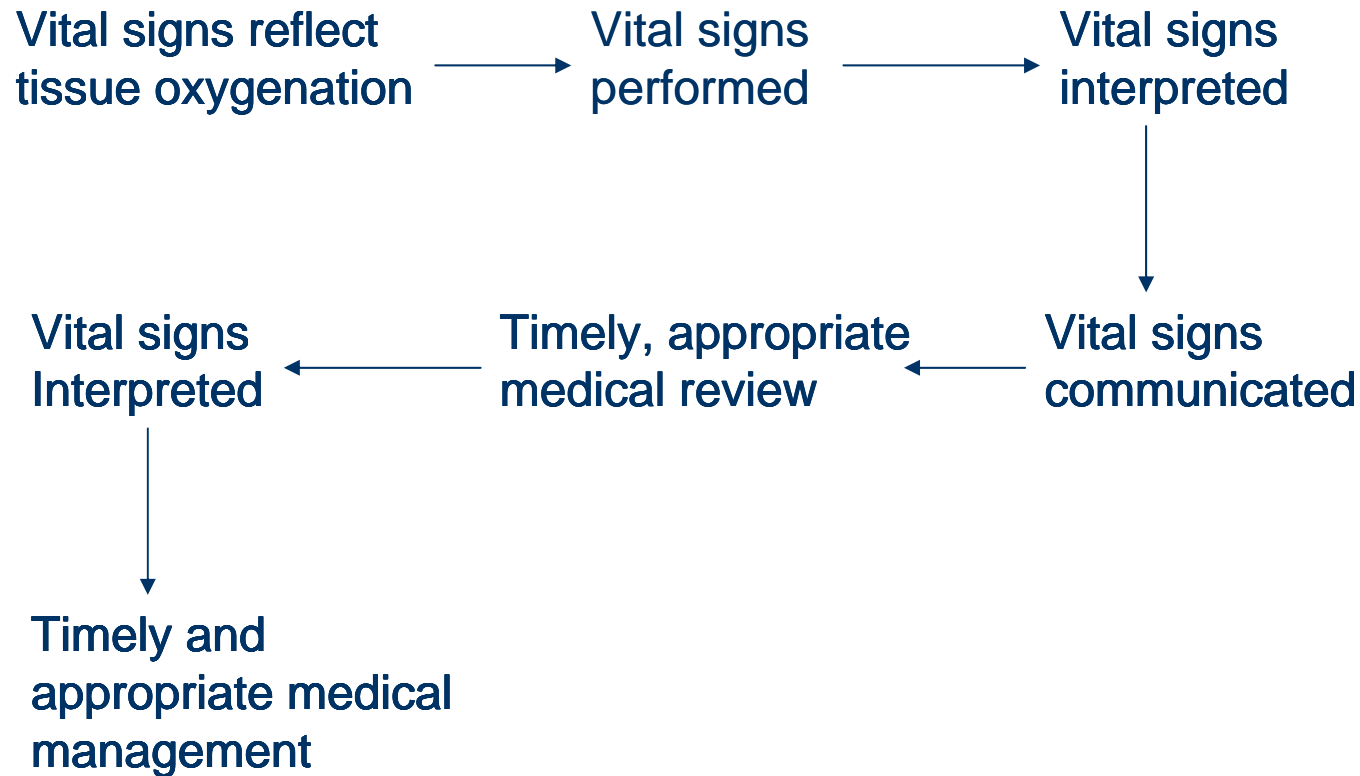 Vital signs reflect
tissue oxygenation
Vital signs
performed
Vital signs
interpreted
Vital signs
Interpreted
Timely, appropriate
medical review
Vital signs
communicated
Timely and
appropriate medical
management